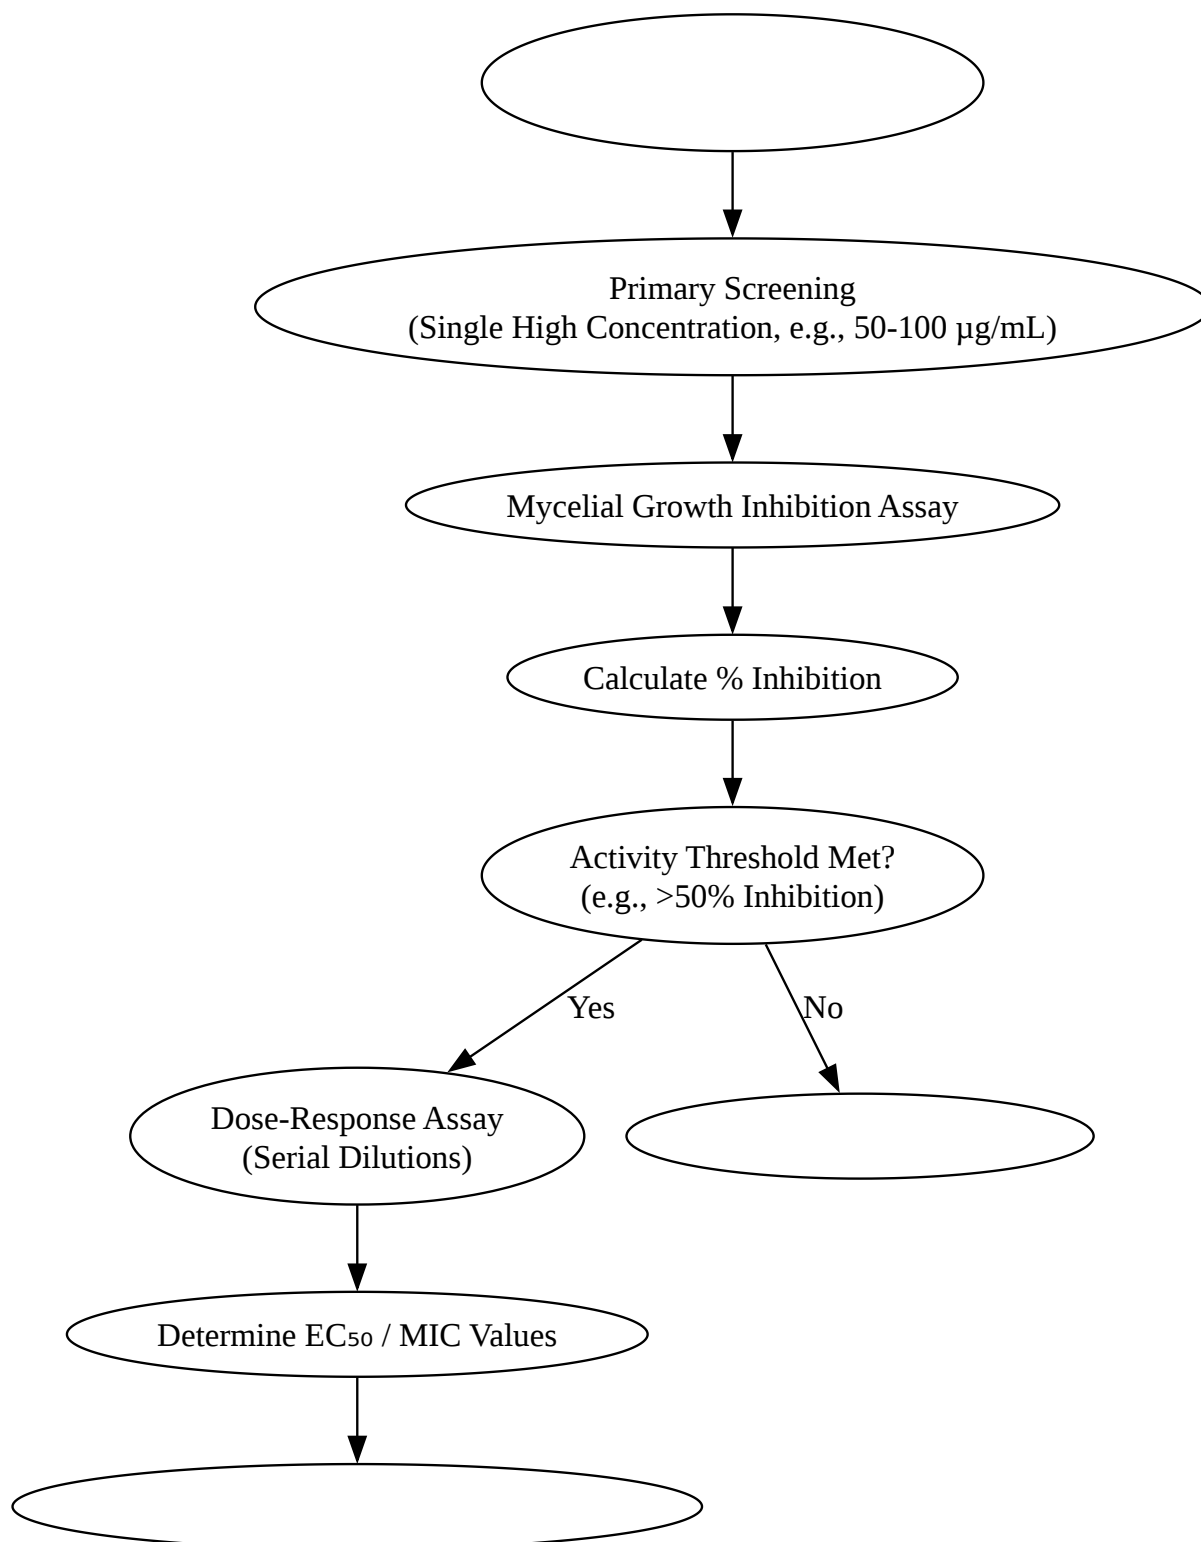 Primary Screening
(Single High Concentration, e.g., 50-100 µg/mL)
Mycelial Growth Inhibition Assay
Calculate % Inhibition
Activity Threshold Met?
(e.g., >50% Inhibition)
Yes
No
Dose-Response Assay
(Serial Dilutions)
Determine EC₅₀ / MIC Values